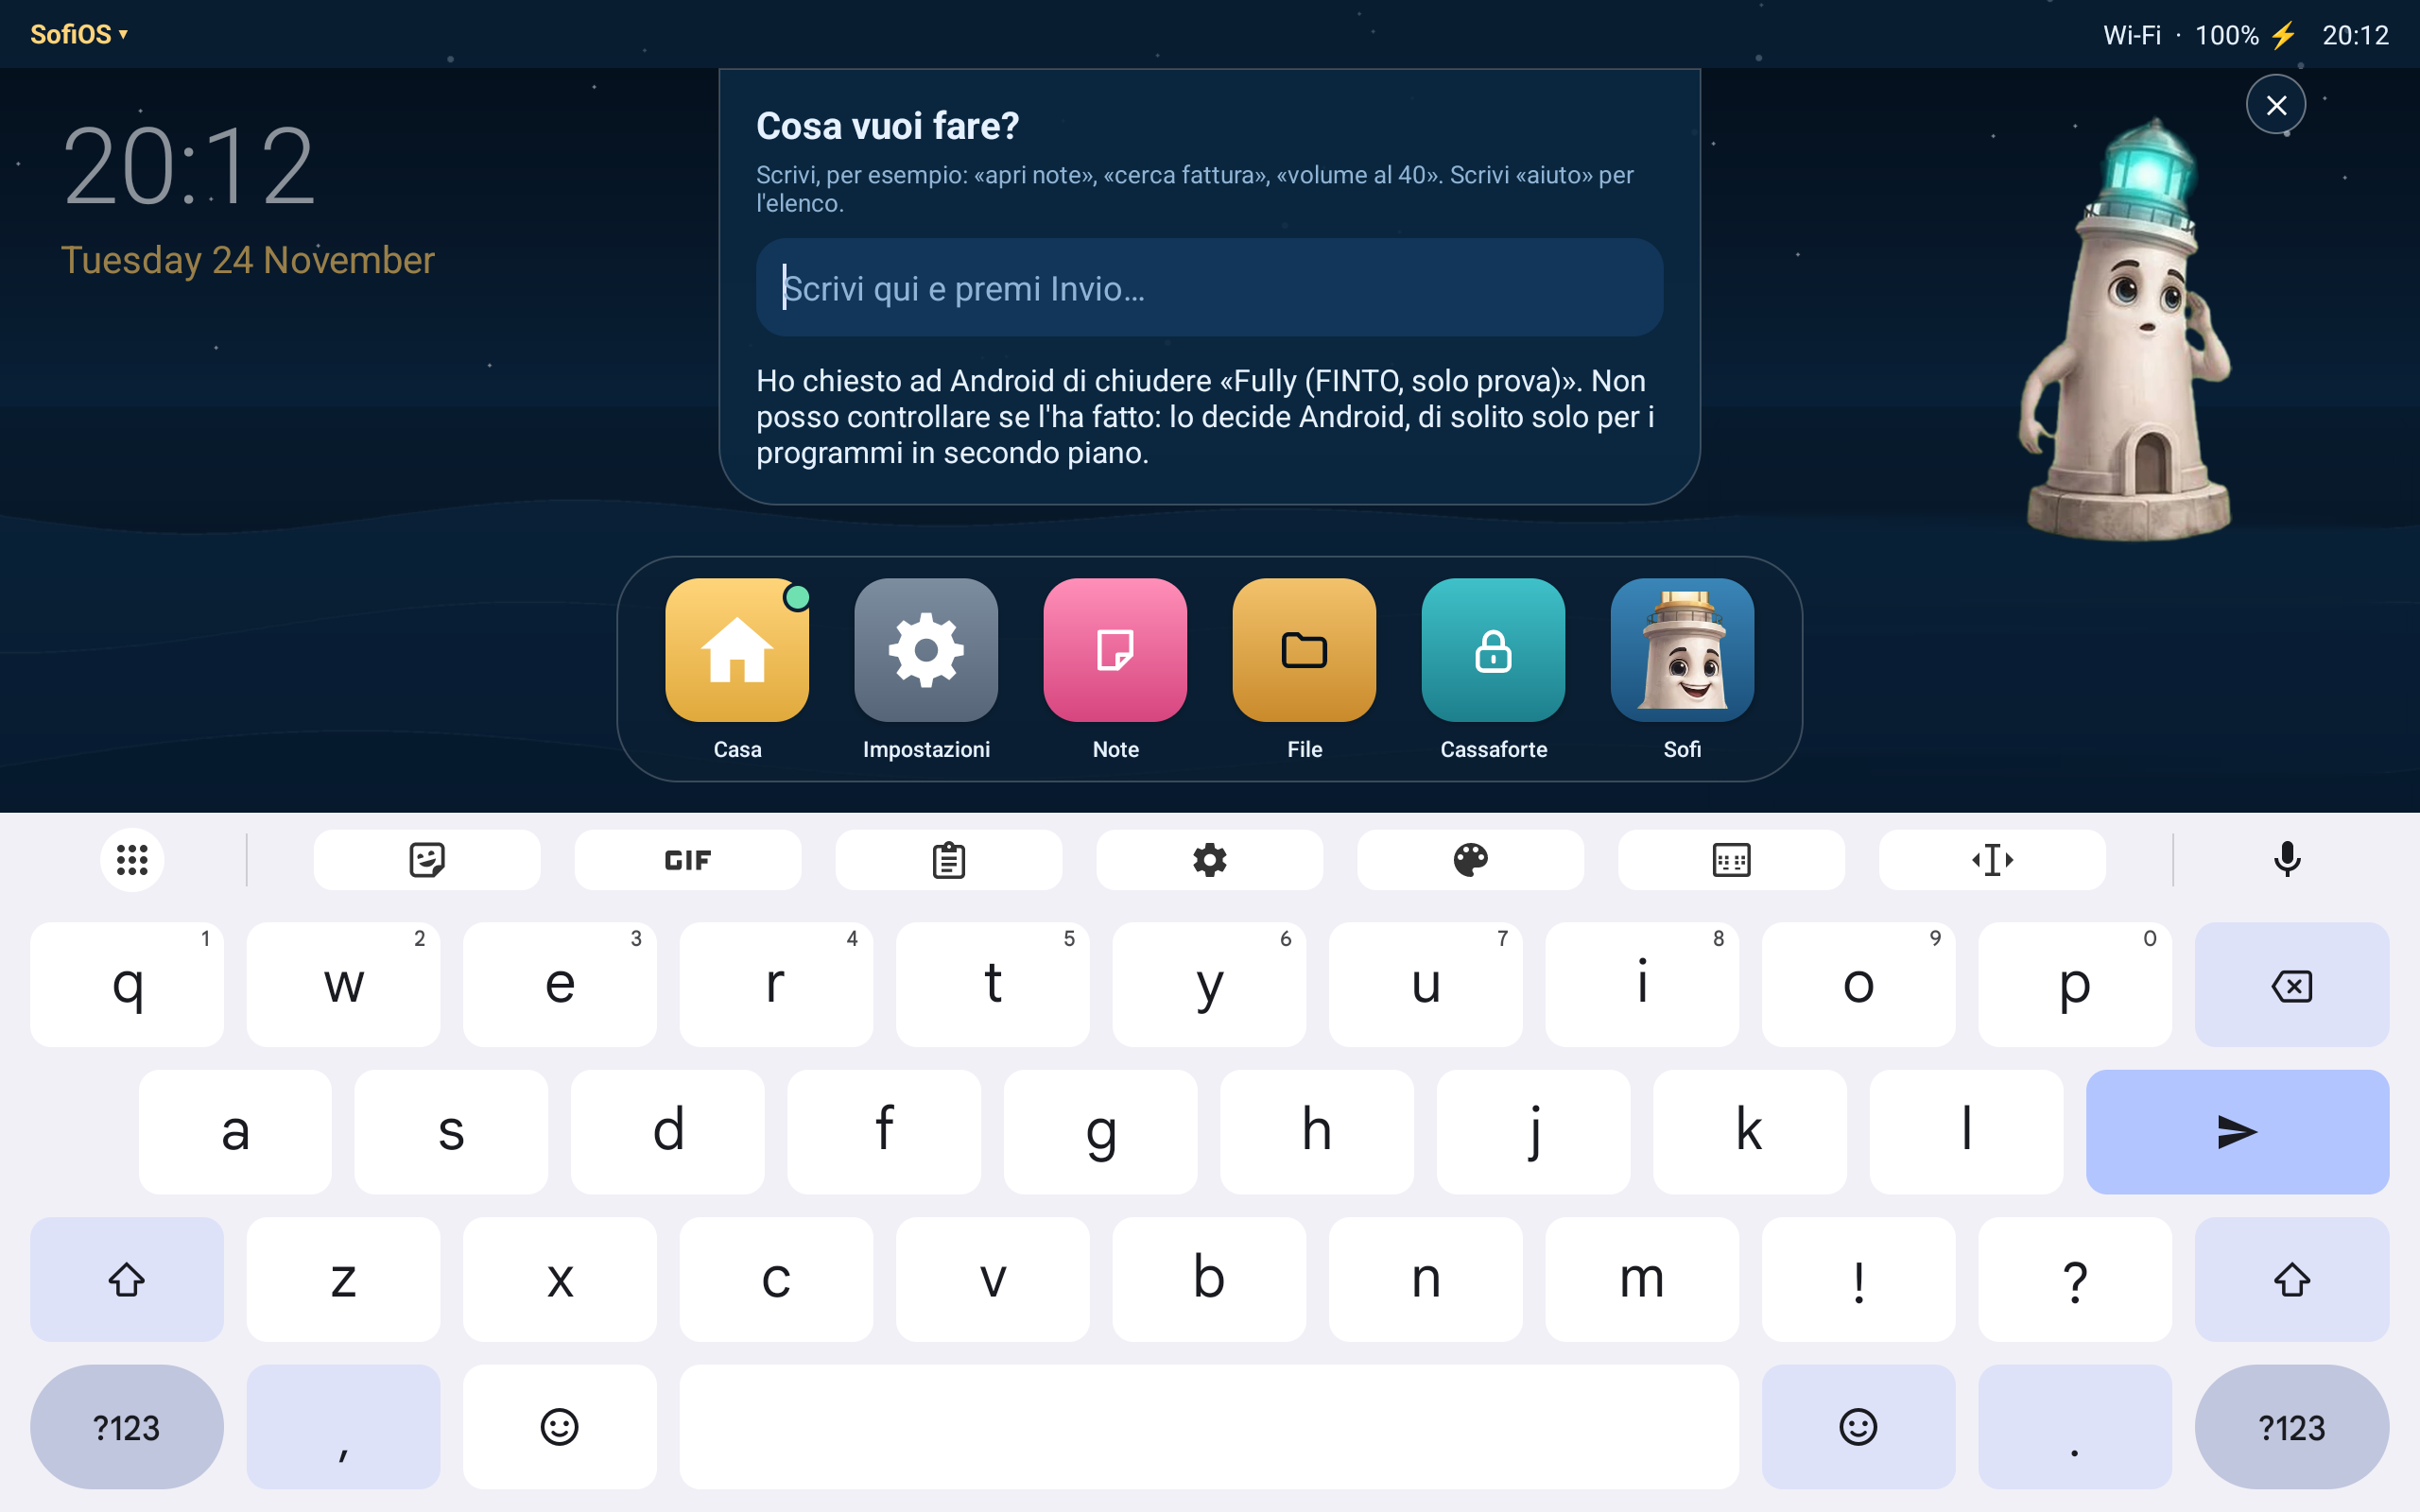 SofiOS ▾
Wi-Fi · 100% ⚡ 20:12
20:12
Tuesday 24 November
Cosa vuoi fare?
Scrivi, per esempio: «apri note», «cerca fattura», «volume al 40». Scrivi «aiuto» per
l'elenco.
Scrivi qui e premi Invio…
Ho chiesto ad Android di chiudere «Fully (FINTO, solo prova)». Non
posso controllare se l'ha fatto: lo decide Android, di solito solo per i
programmi in secondo piano.
Casa Impostazioni Note File Cassaforte Sofi
GIF
q 1 w 2 e 3 r 4 t 5 y 6 u 7 i 8 o 9 p 0
a s d f g h j k l
z x c v b n m ! ?
?123 , . ?123